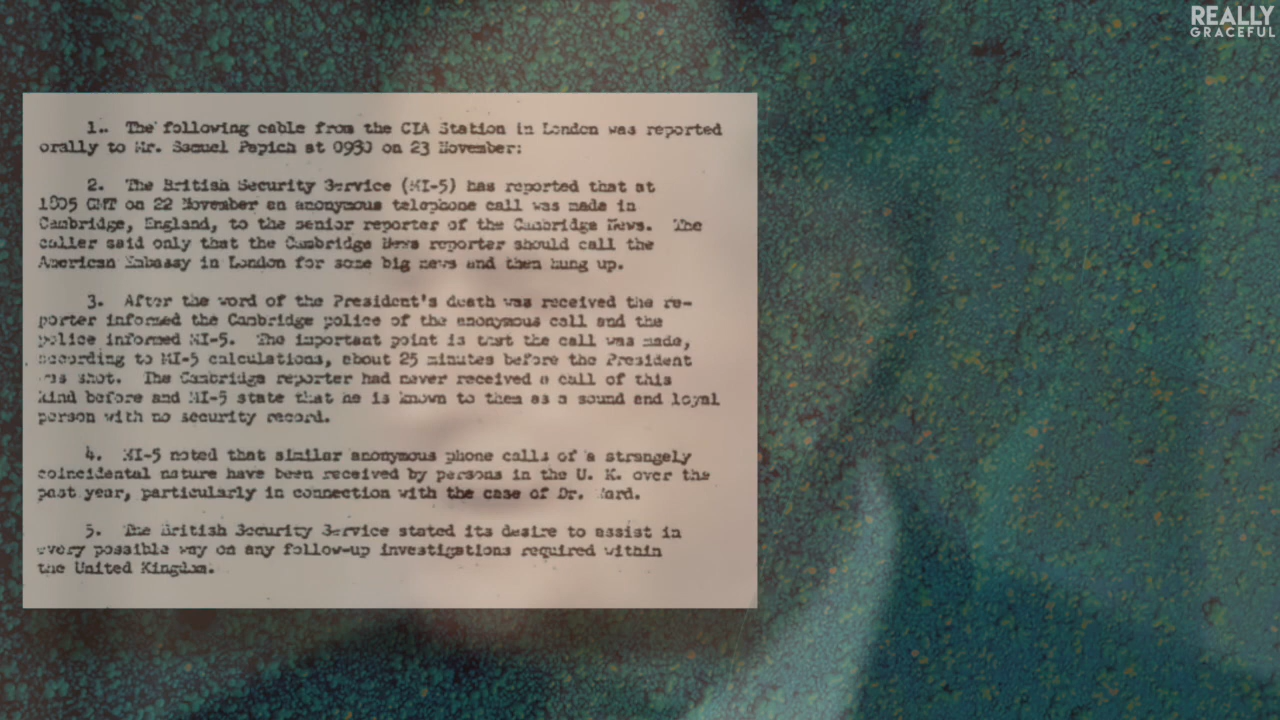 REALLY
GRACEFUL
1. The following cable from the CIA Station in London was reported
orally to Mr. Samuel Papich at 0930 on 23 November:
2. The British Security Service (MI-5) has reported that at
1805 GMT on 22 November an anonymous telephone call was made in
Cambridge, England, to the senior reporter of the Cambridge News. The
caller said only that the Cambridge News reporter should call the
American Embassy in London for some big news and then hung up.
3. After the word of the President's death was received the re-
porter informed the Cambridge police of the anonymous call and the
police informed MI-5. The important point is that the call was made,
according to MI-5 calculations, about 25 minutes before the President
was shot. The Cambridge reporter had never received a call of this
kind before and MI-5 state that he is known to them as a sound and loyal
person with no security record.
4. MI-5 noted that similar anonymous phone calls of a strangely
coincidental nature have been received by persons in the U. K. over the
past year, particularly in connection with the case of Dr. Ward.
5. The British Security Service stated its desire to assist in
every possible way on any follow-up investigations required within
the United Kingdom.